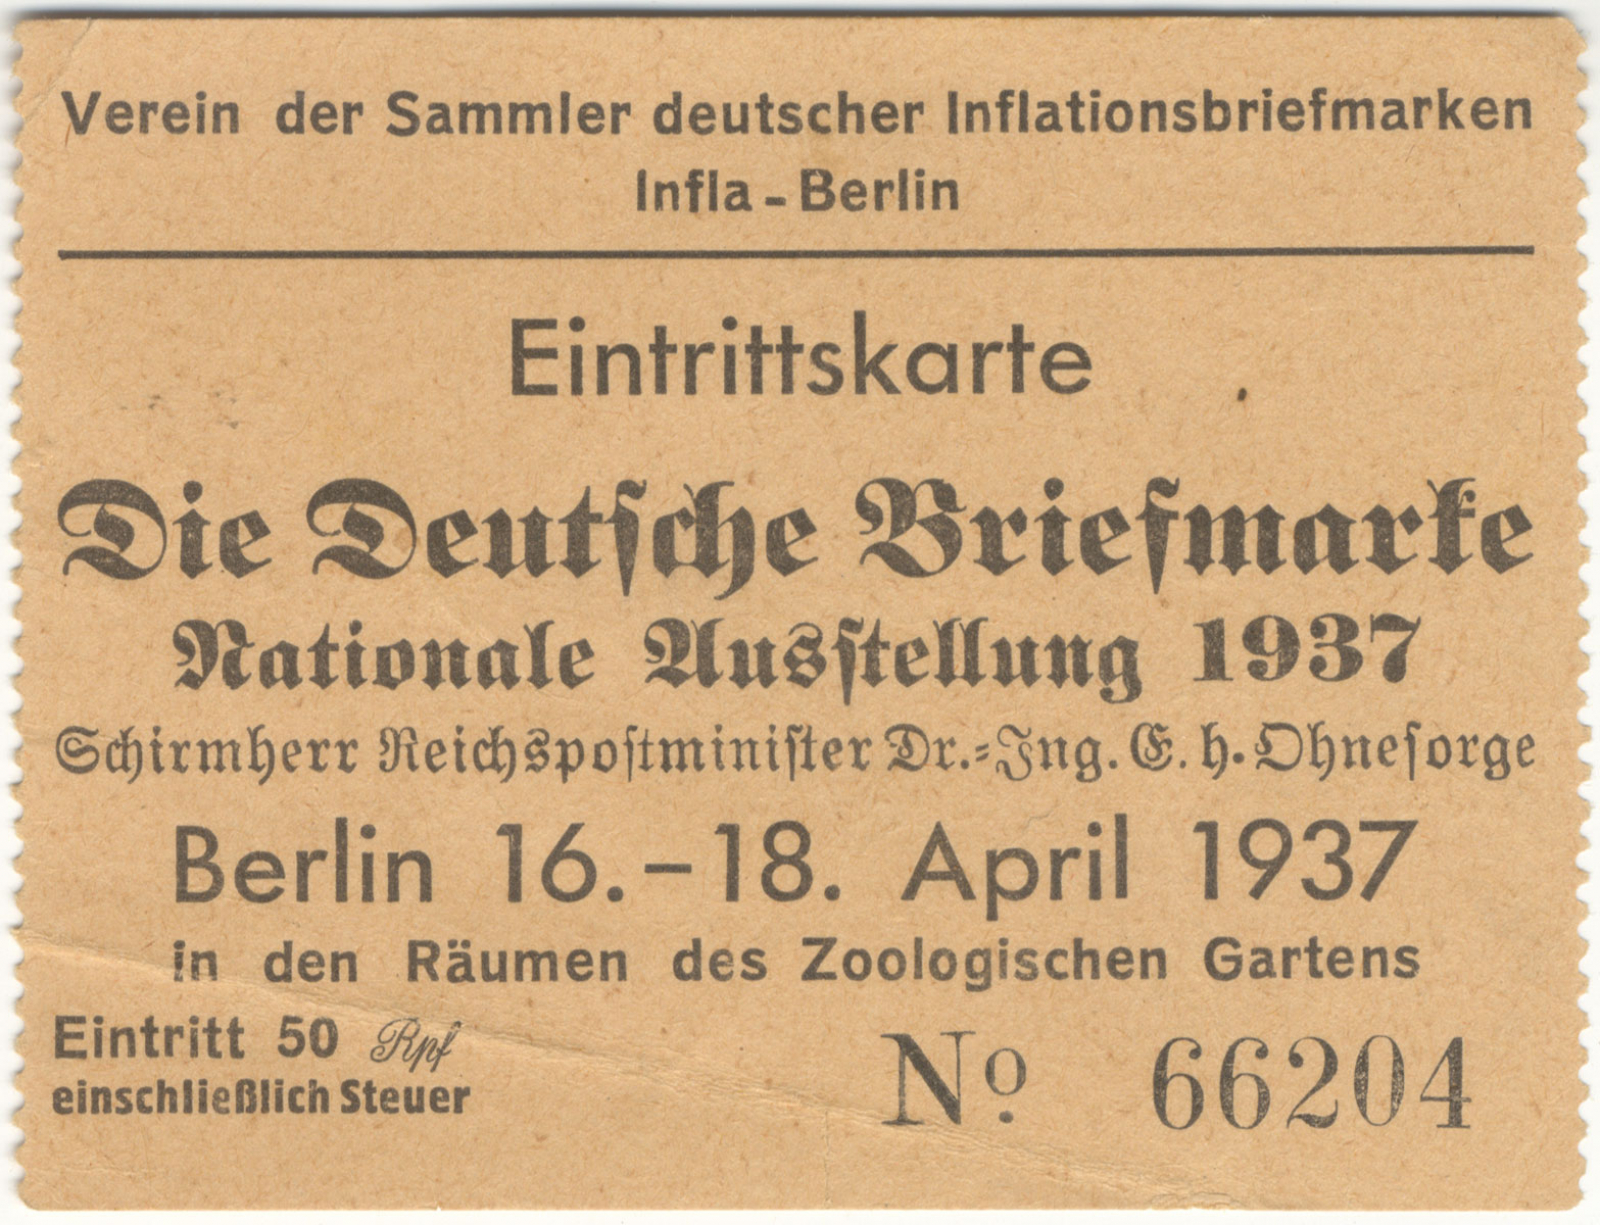 Verein der Sammler deutscher Inflationsbriefmarken
Infla-Berlin
Eintrittskarte
Die Deutsche Briefmarke
Nationale Ausstellung 1937
Schirmherr Reichspostminister Dr.-Ing. E. h. Ohnesorge
Berlin 16.–18. April 1937
in den Räumen des Zoologischen Gartens
Eintritt 50 Rpf
einschließlich Steuer
No. 66204